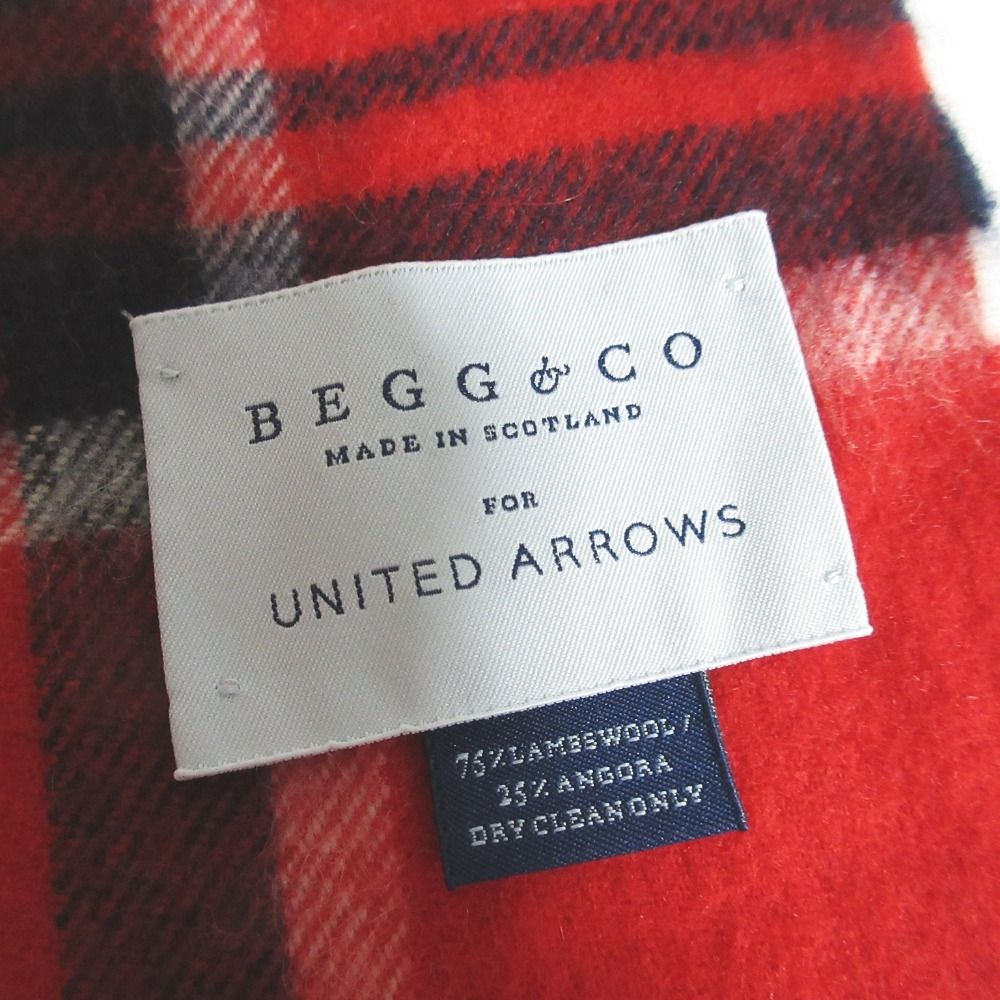 BEGG & CO
MADE IN SCOTLAND
FOR
UNITED ARROWS
75% LAMBSWOOL /
25% ANGORA
DRY CLEAN ONLY